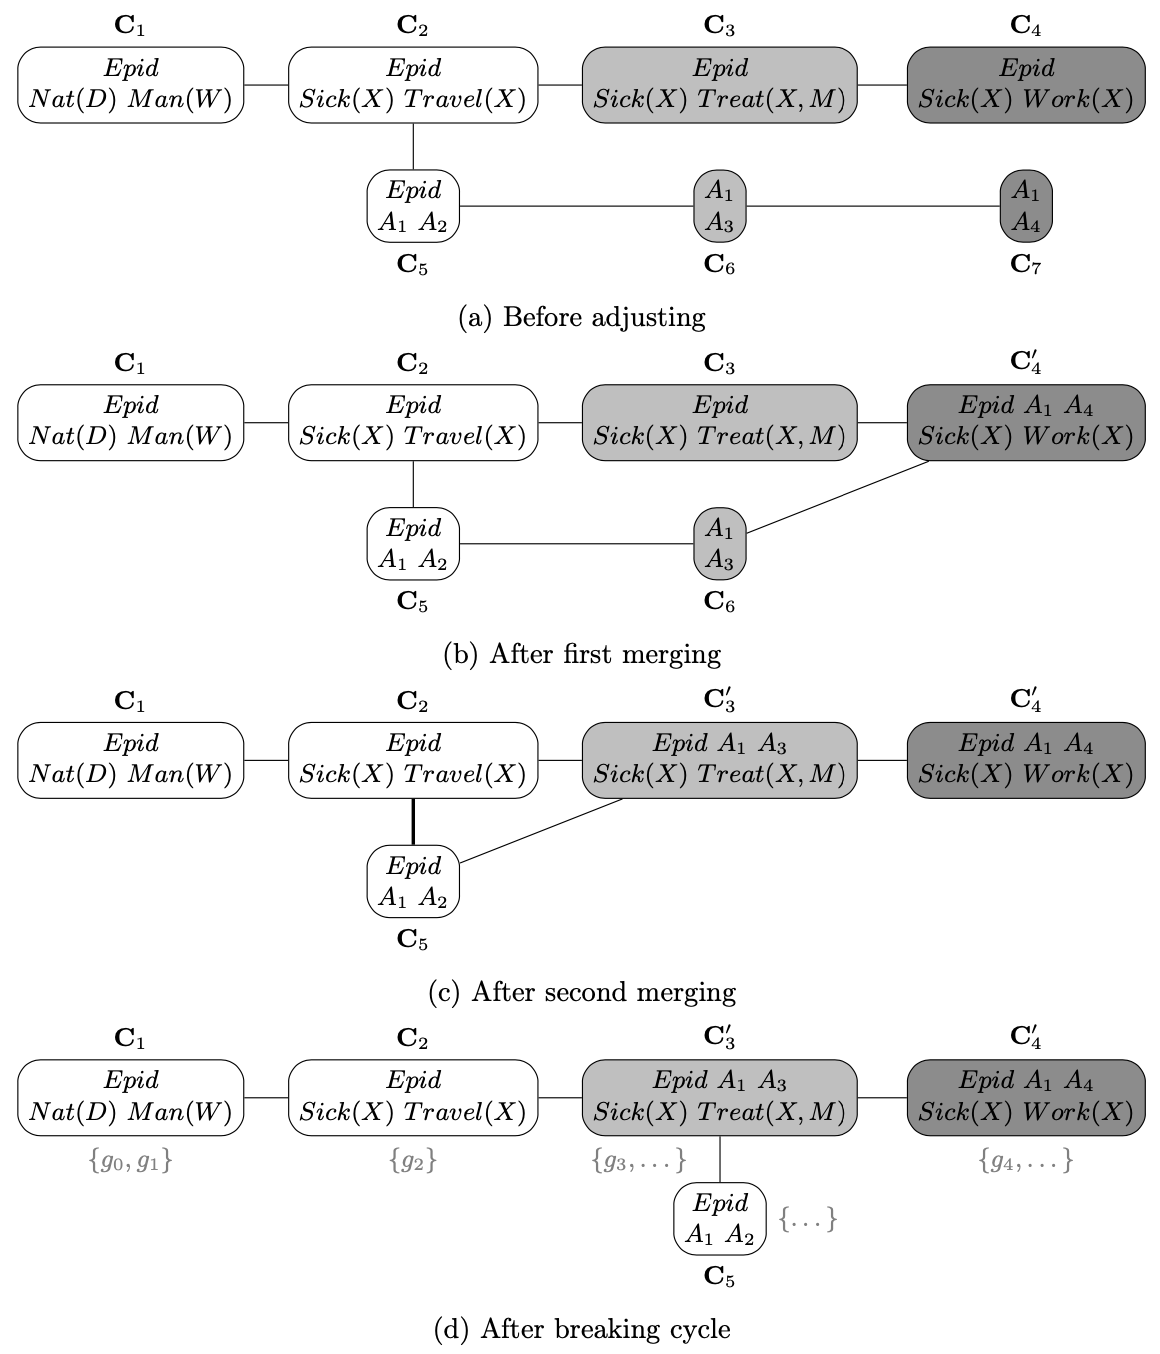 C₁ C₂ C₃ C₄
Epid Epid Epid Epid
Nat(D) Man(W) Sick(X) Travel(X) Sick(X) Treat(X, M) Sick(X) Work(X)
Epid A₁ A₁
A₁ A₂ A₃ A₄
C₅ C₆ C₇
(a) Before adjusting
C₁ C₂ C₃ C′₄
Epid Epid Epid Epid A₁ A₄
Nat(D) Man(W) Sick(X) Travel(X) Sick(X) Treat(X, M) Sick(X) Work(X)
Epid A₁
A₁ A₂ A₃
C₅ C₆
(b) After first merging
C₁ C₂ C′₃ C′₄
Epid Epid Epid A₁ A₃ Epid A₁ A₄
Nat(D) Man(W) Sick(X) Travel(X) Sick(X) Treat(X, M) Sick(X) Work(X)
Epid
A₁ A₂
C₅
(c) After second merging
C₁ C₂ C′₃ C′₄
Epid Epid Epid A₁ A₃ Epid A₁ A₄
Nat(D) Man(W) Sick(X) Travel(X) Sick(X) Treat(X, M) Sick(X) Work(X)
{g₀, g₁} {g₂} {g₃, . . . } {g₄, . . . }
Epid
A₁ A₂ {. . . }
C₅
(d) After breaking cycle